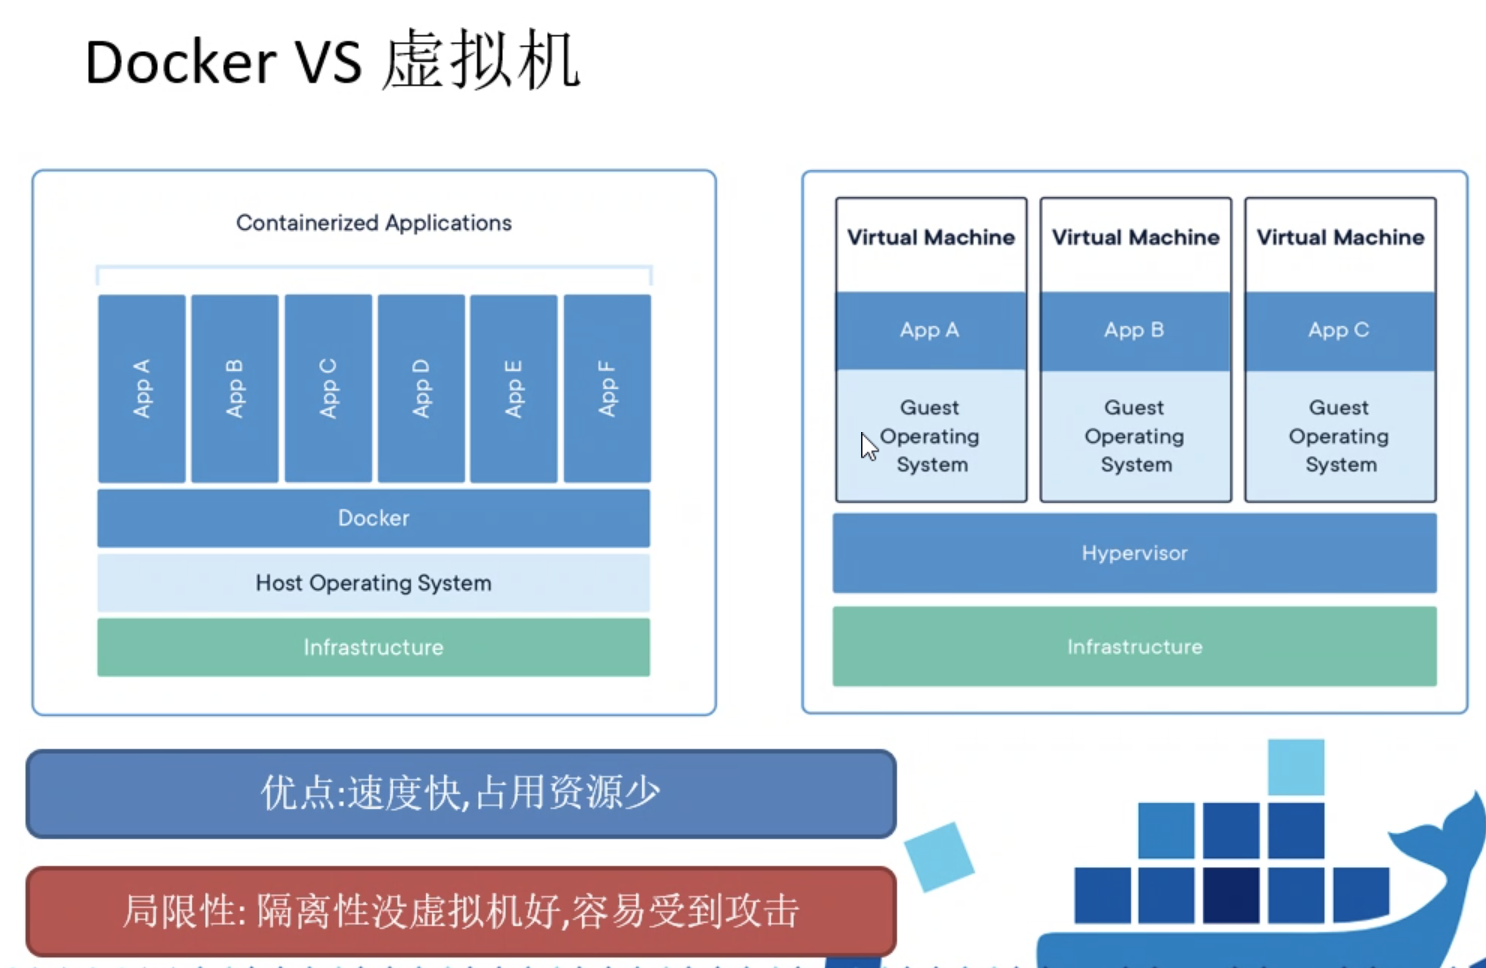 Docker VS 虚拟机
Containerized Applications
App A
App B
App C
App D
App E
App F
Docker
Host Operating System
Infrastructure
Virtual Machine
App A
Guest
Operating
System
Virtual Machine
App B
Guest
Operating
System
Virtual Machine
App C
Guest
Operating
System
Hypervisor
Infrastructure
优点:速度快,占用资源少
局限性: 隔离性没虚拟机好,容易受到攻击